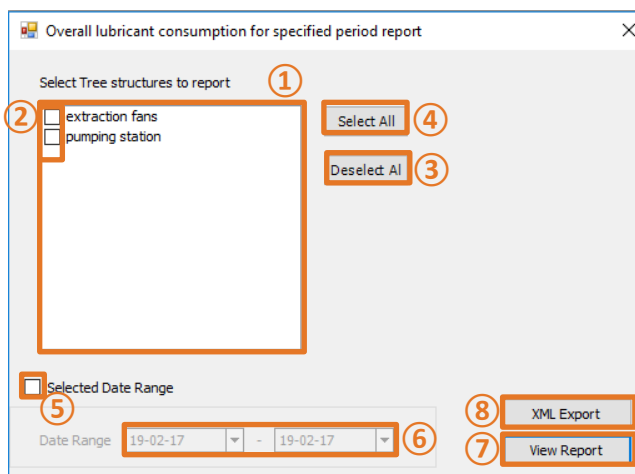 Overall lubricant consumption for specified period report
Select Tree structures to report
①
②
extraction fans
pumping station
Select All
④
Deselect Al
③
Selected Date Range
⑤
Date Range 19-02-17 - 19-02-17
⑥
⑧
XML Export
⑦
View Report